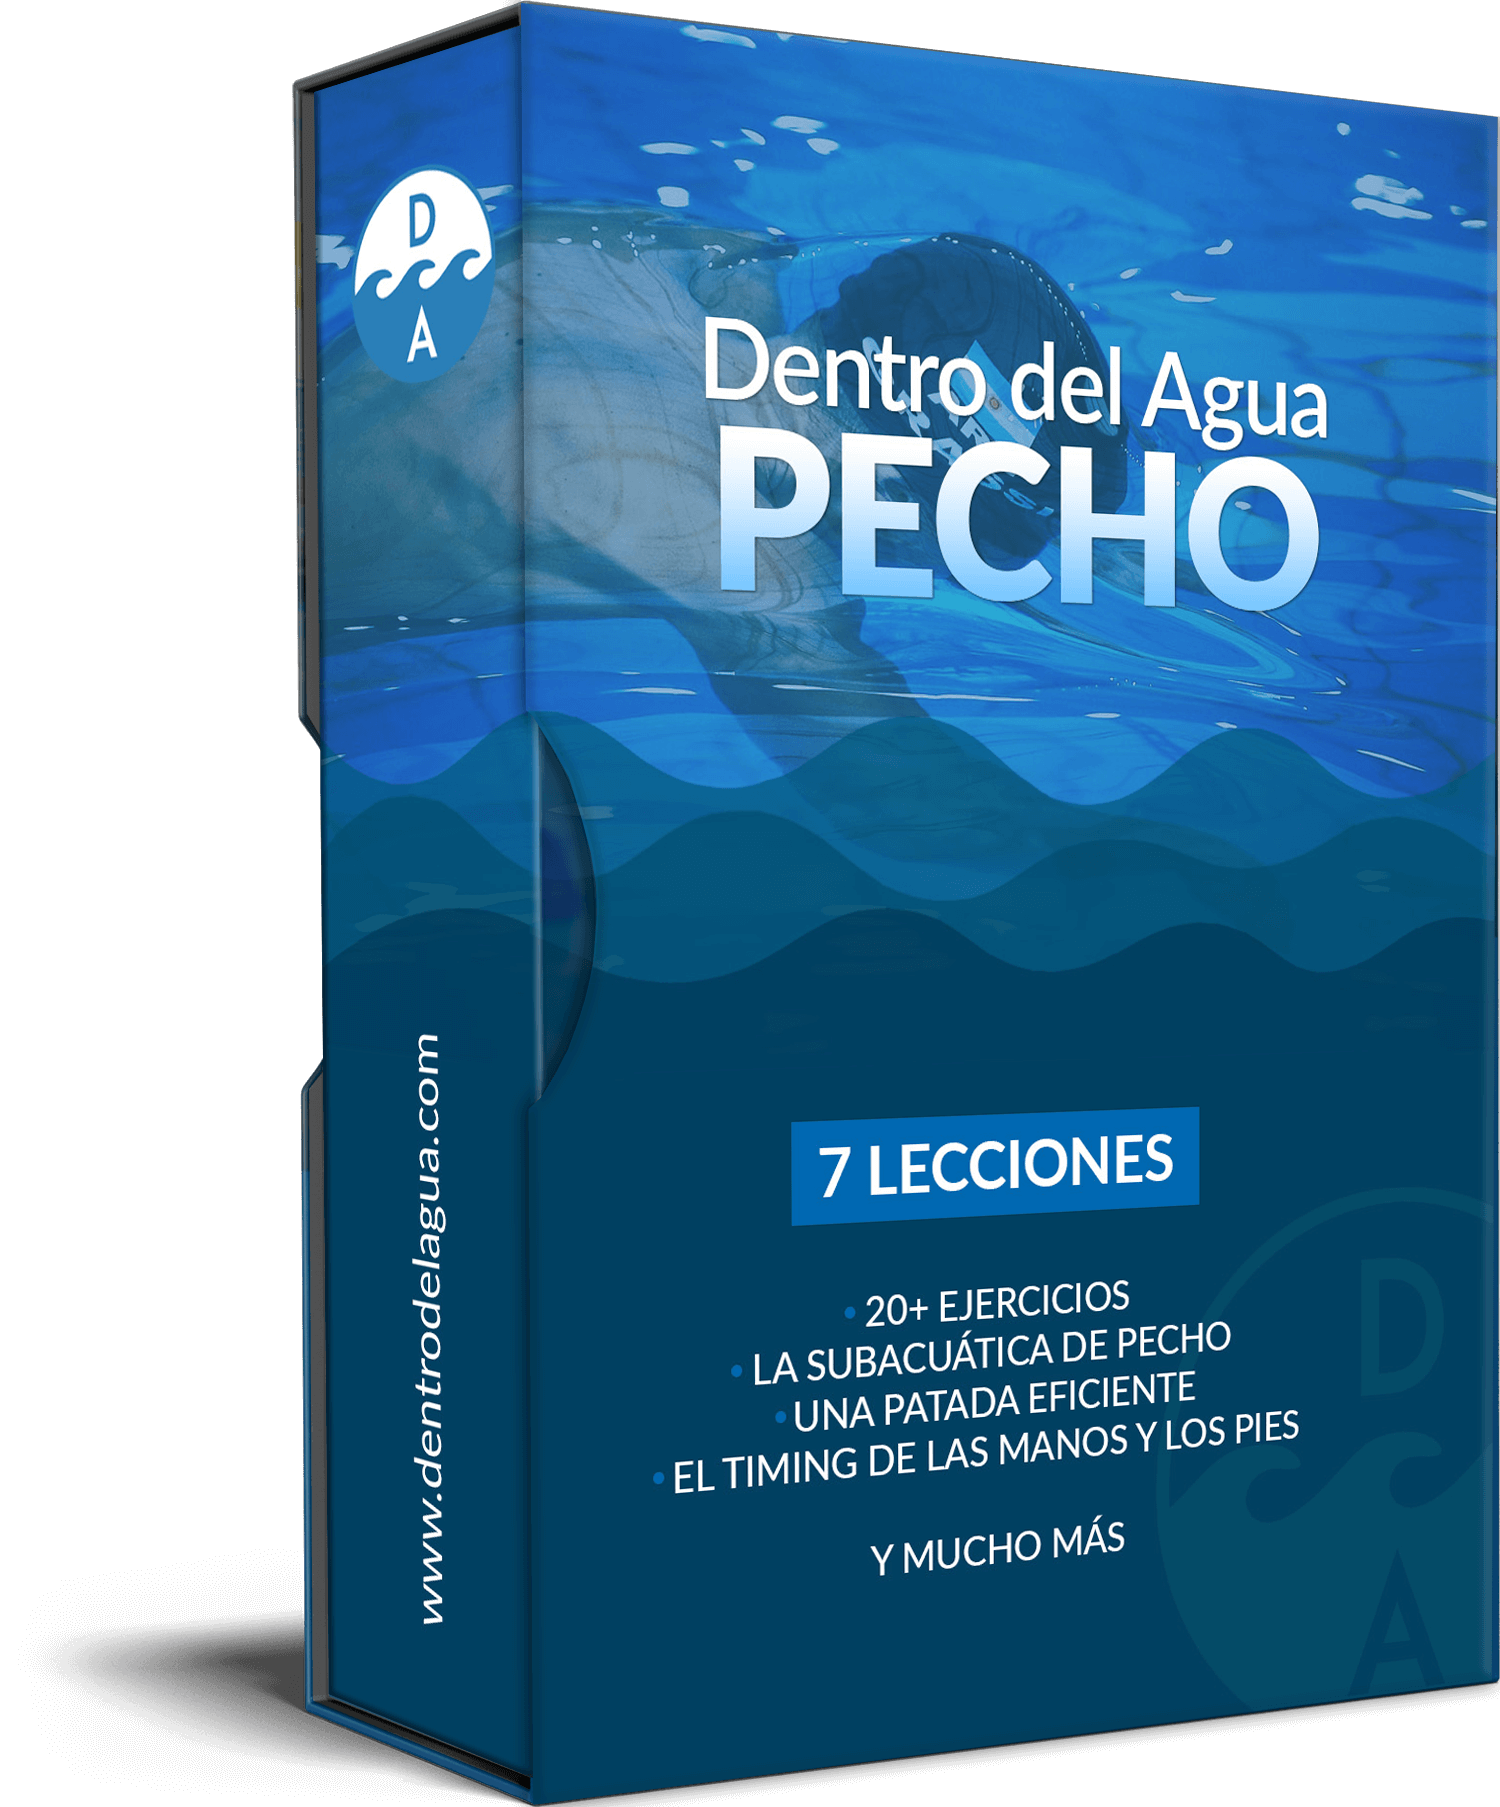 D
A
www.dentrodelagua.com
Dentro del Agua
PECHO
7 LECCIONES
• 20+ EJERCICIOS
• LA SUBACUÁTICA DE PECHO
• UNA PATADA EFICIENTE
• EL TIMING DE LAS MANOS Y LOS PIES
Y MUCHO MÁS
D
A